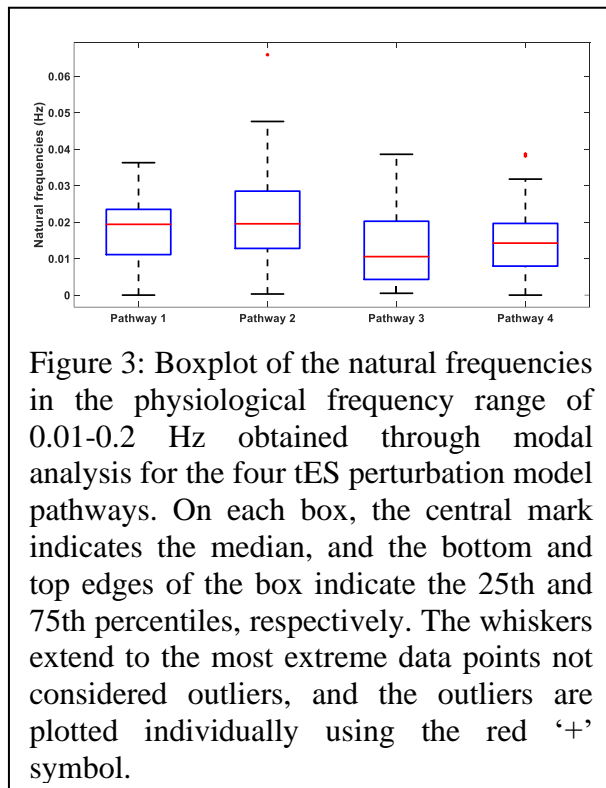 0.06
0.05
0.04
0.03
0.02
0.01
0
Natural frequencies (Hz)
Pathway 1 Pathway 2 Pathway 3 Pathway 4
Figure 3: Boxplot of the natural frequencies
in the physiological frequency range of
0.01-0.2 Hz obtained through modal
analysis for the four tES perturbation model
pathways. On each box, the central mark
indicates the median, and the bottom and
top edges of the box indicate the 25th and
75th percentiles, respectively. The whiskers
extend to the most extreme data points not
considered outliers, and the outliers are
plotted individually using the red ‘+’
symbol.